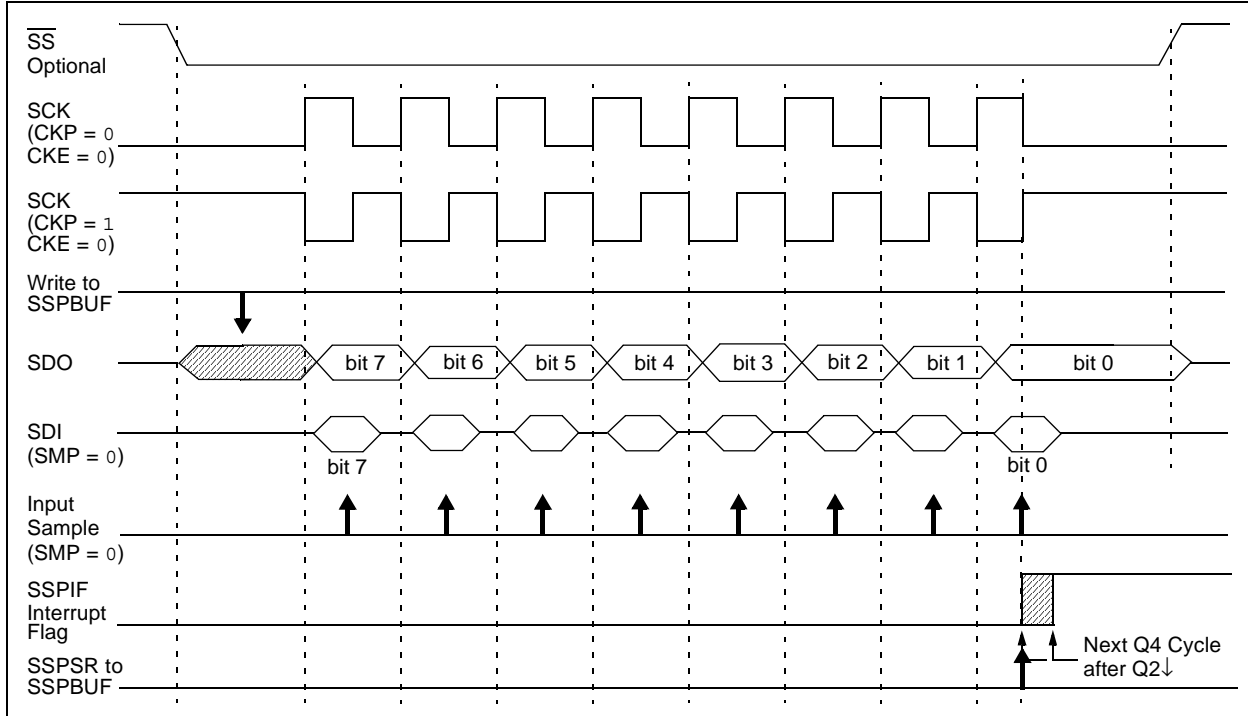 SS
Optional
SCK
(CKP = 0
CKE = 0)
SCK
(CKP = 1
CKE = 0)
Write to
SSPBUF
SDO
bit 7
bit 6
bit 5
bit 4
bit 3
bit 2
bit 1
bit 0
SDI
(SMP = 0)
bit 7
bit 0
Input
Sample
(SMP = 0)
SSPIF
Interrupt
Flag
Next Q4 Cycle
after Q2↓
SSPSR to
SSPBUF